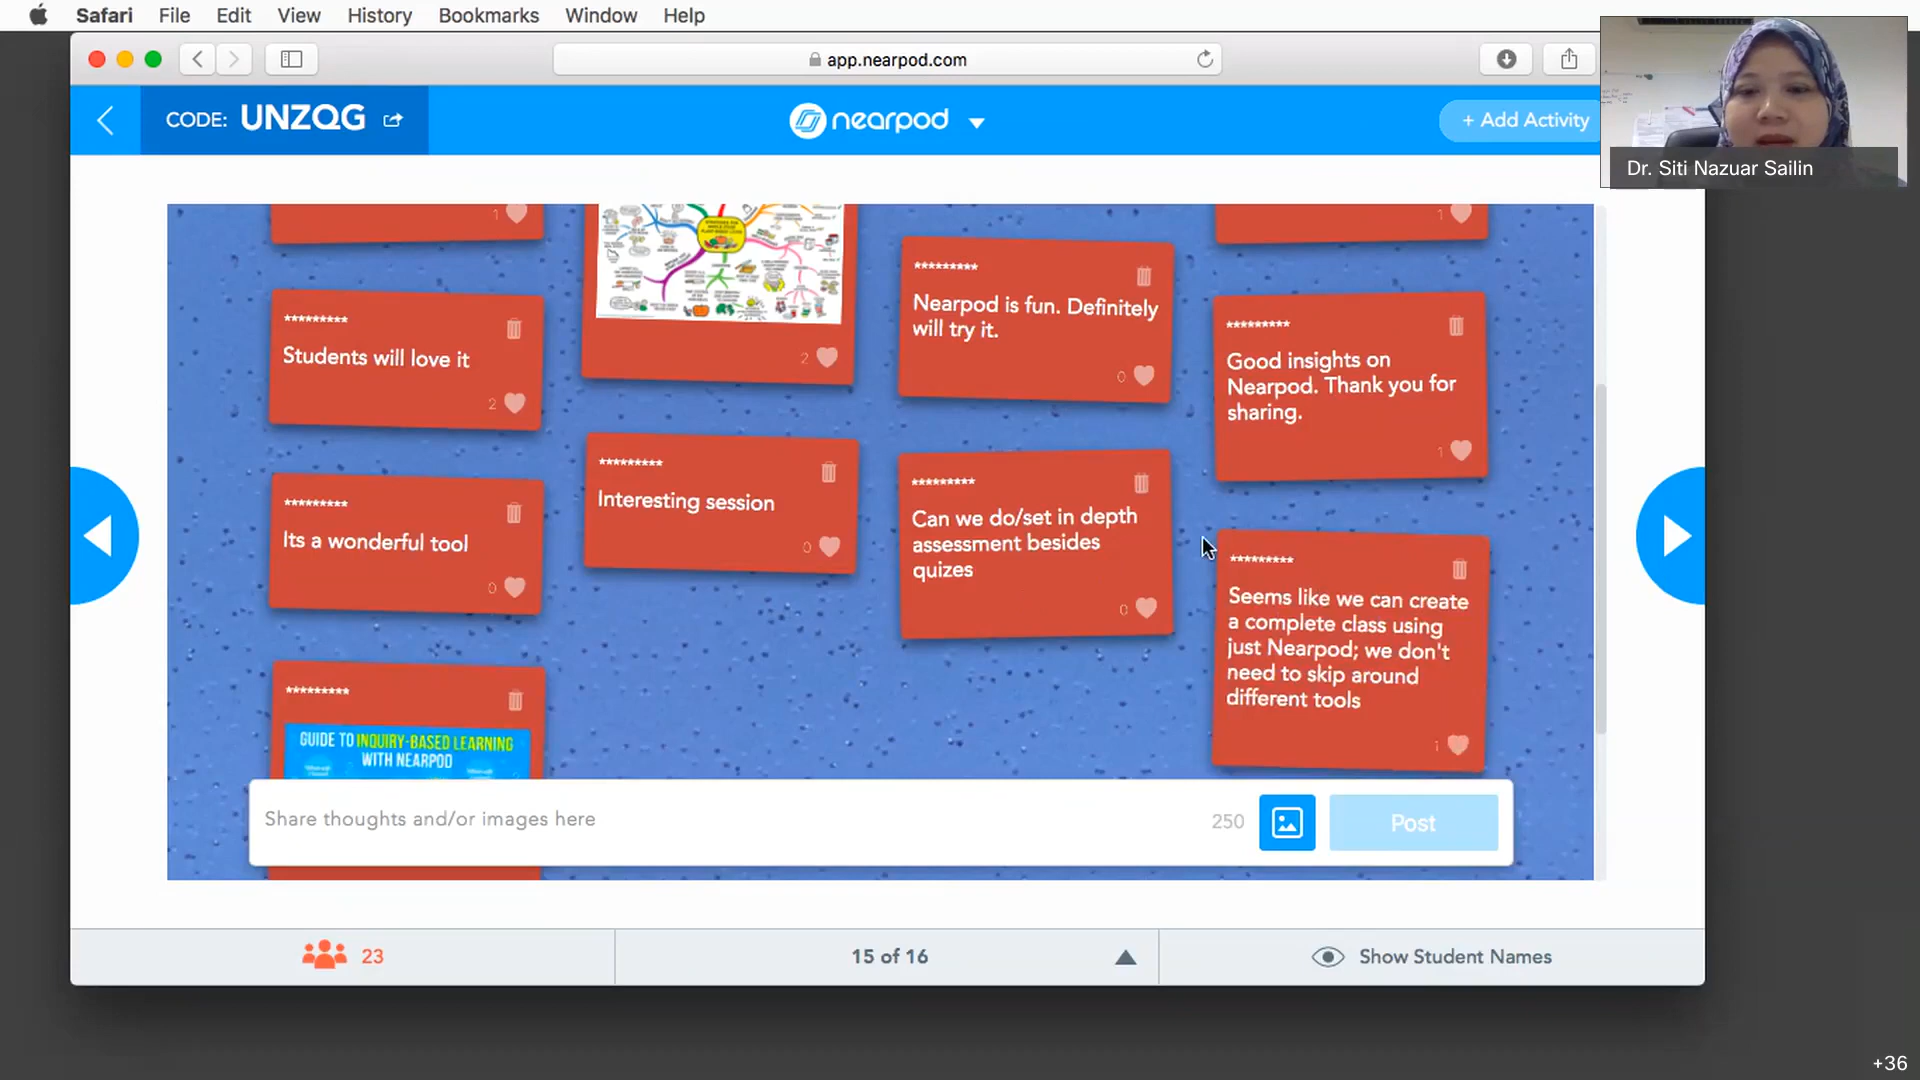 Safari File Edit View History Bookmarks Window Help
app.nearpod.com
CODE: UNZQG
nearpod
+ Add Activity
Dr. Siti Nazuar Sailin
1
*********
Students will love it
2
*********
Its a wonderful tool
0
*********
GUIDE TO INQUIRY-BASED LEARNING
WITH NEARPOD
2
*********
Interesting session
0
*********
Nearpod is fun. Definitely
will try it.
0
*********
Can we do/set in depth
assessment besides
quizes
0
1
*********
Good insights on
Nearpod. Thank you for
sharing.
1
*********
Seems like we can create
a complete class using
just Nearpod; we don't
need to skip around
different tools
1
Share thoughts and/or images here
250
Post
23
15 of 16
Show Student Names
+36